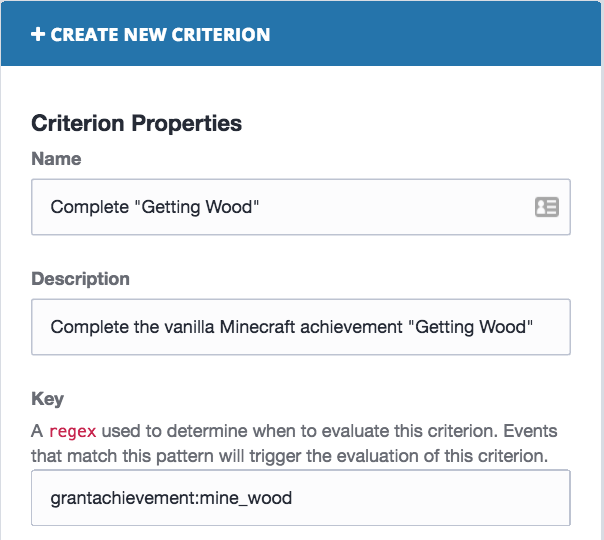 + CREATE NEW CRITERION
Criterion Properties
Name
Complete "Getting Wood"
Description
Complete the vanilla Minecraft achievement "Getting Wood"
Key
A regex used to determine when to evaluate this criterion. Events
that match this pattern will trigger the evaluation of this criterion.
grantachievement:mine_wood